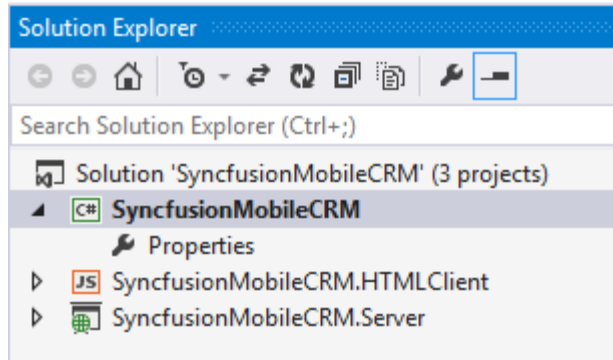 Solution Explorer
Search Solution Explorer (Ctrl+;)
Solution 'SyncfusionMobileCRM' (3 projects)
C# SyncfusionMobileCRM
Properties
JS SyncfusionMobileCRM.HTMLClient
SyncfusionMobileCRM.Server